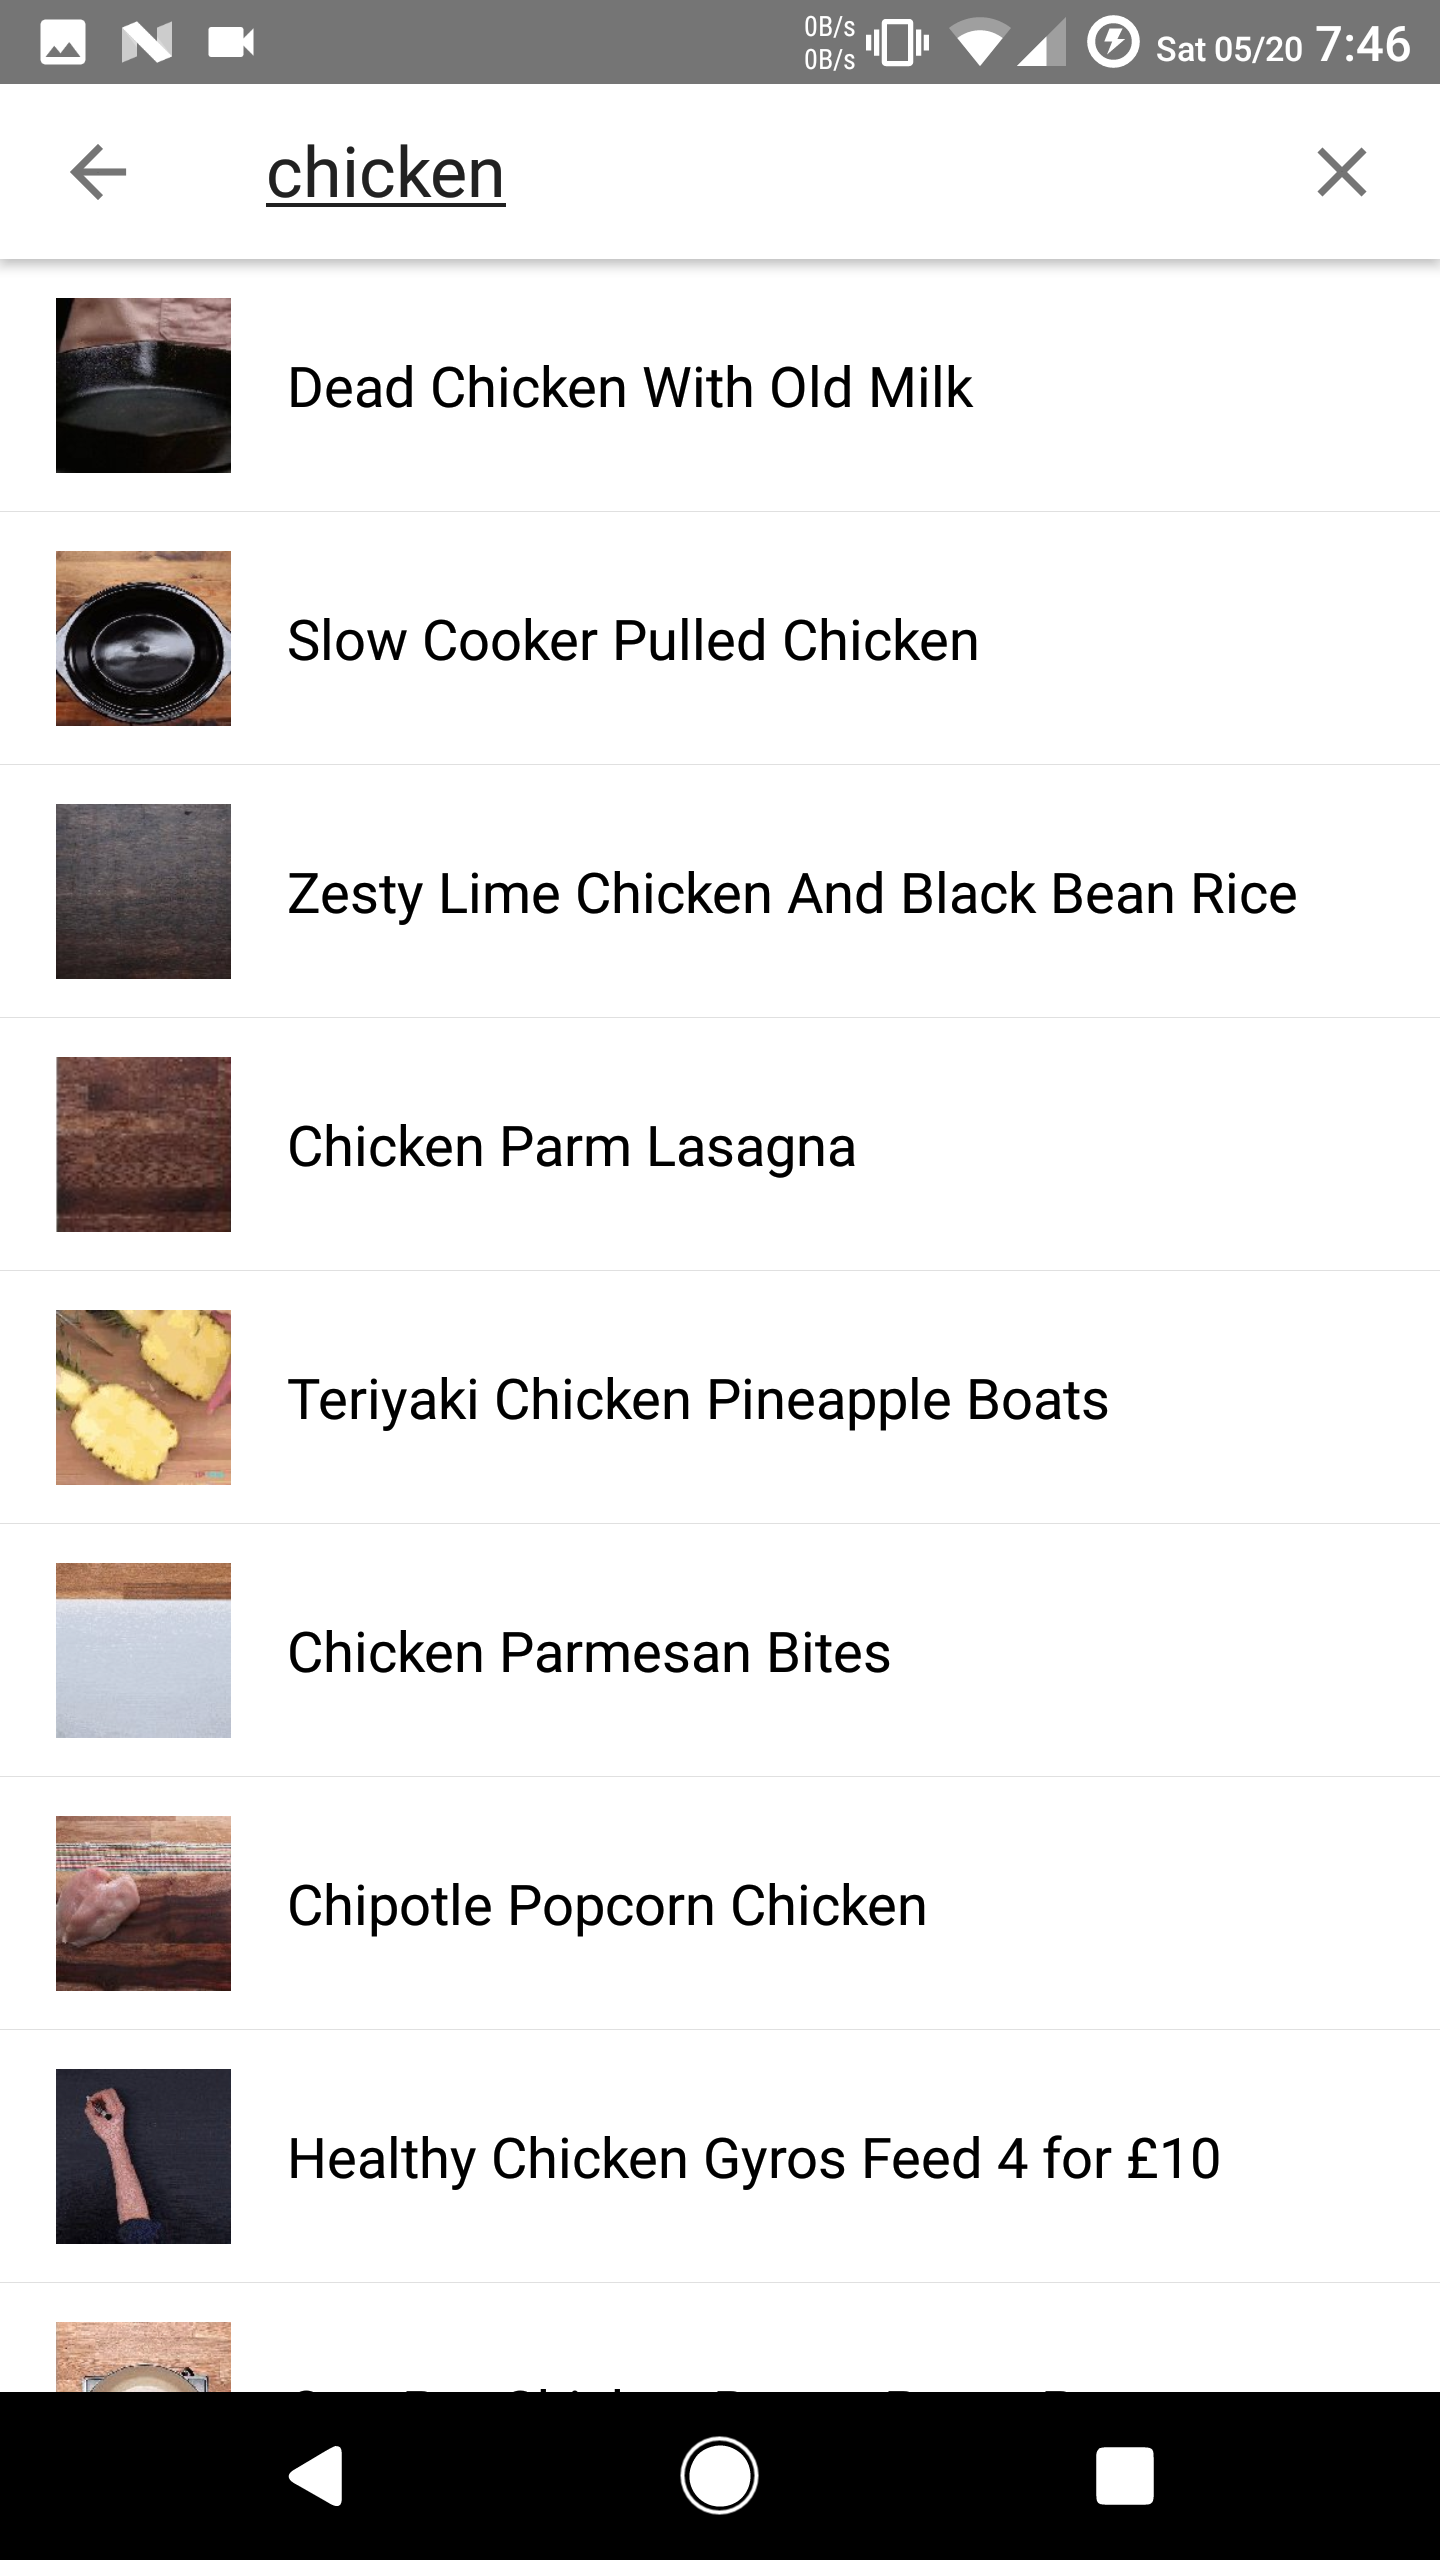 0B/s
0B/s
Sat 05/20 7:46
chicken
Dead Chicken With Old Milk
Slow Cooker Pulled Chicken
Zesty Lime Chicken And Black Bean Rice
Chicken Parm Lasagna
Teriyaki Chicken Pineapple Boats
Chicken Parmesan Bites
Chipotle Popcorn Chicken
Healthy Chicken Gyros Feed 4 for £10